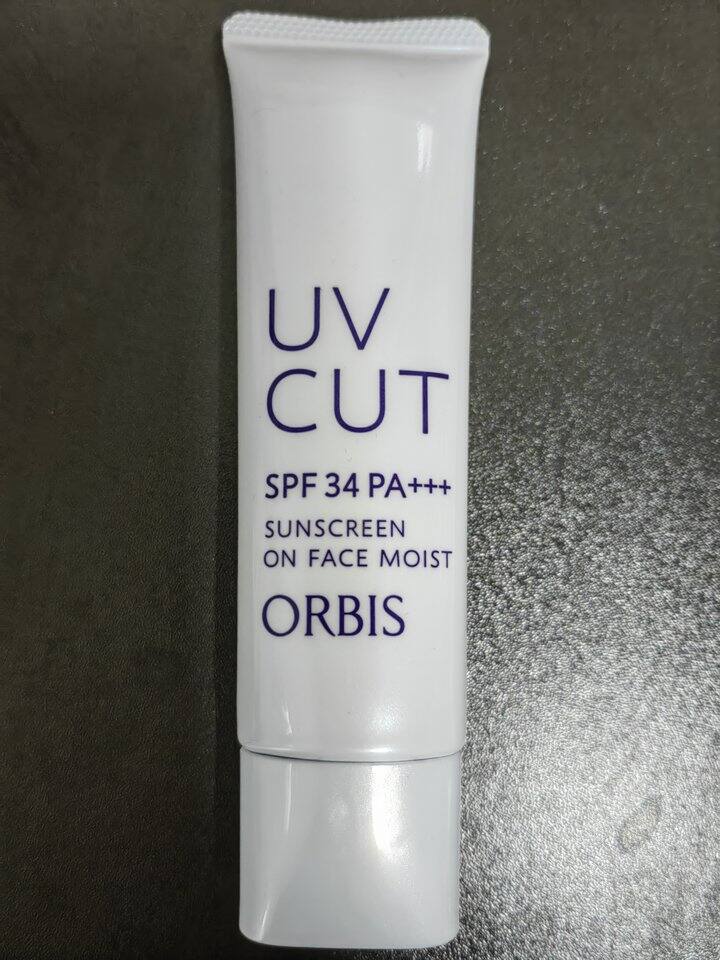 UV
CUT
SPF 34 PA+++
SUNSCREEN
ON FACE MOIST
ORBIS